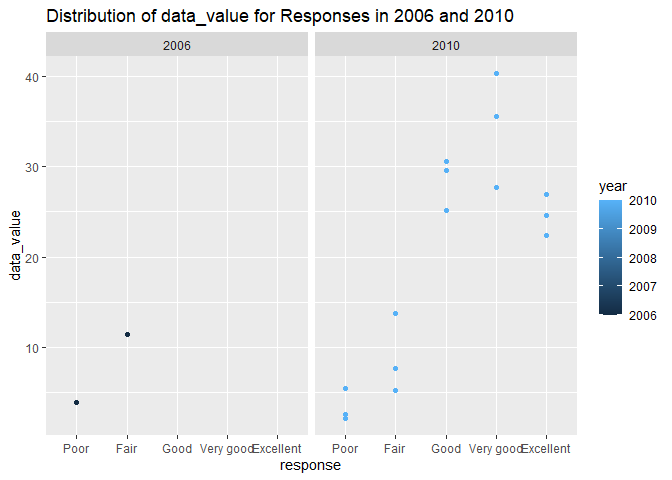 Distribution of data_value for Responses in 2006 and 2010
2006
2010
40
30
20
10
data_value
Poor Fair Good Very good Excellent
Poor Fair Good Very good Excellent
response
year
2010
2009
2008
2007
2006